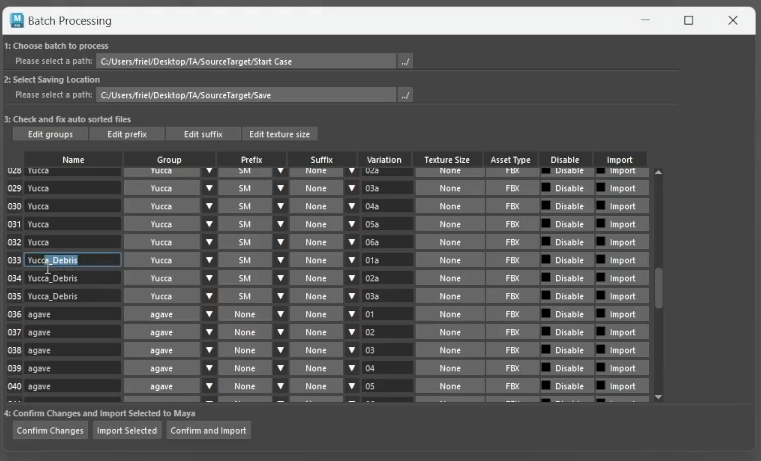 Batch Processing
1: Choose batch to process
Please select a path: C:/Users/friel/Desktop/TA/SourceTarget/Start Case ../
2: Select Saving Location
Please select a path: C:/Users/friel/Desktop/TA/SourceTarget/Save ../
3: Check and fix auto sorted files
Edit groups Edit prefix Edit suffix Edit texture size
Name Group Prefix Suffix Variation Texture Size Asset Type Disable Import
028 Yucca Yucca SM None 02a None FBX Disable Import
029 Yucca Yucca SM None 03a None FBX Disable Import
030 Yucca Yucca SM None 04a None FBX Disable Import
031 Yucca Yucca SM None 05a None FBX Disable Import
032 Yucca Yucca SM None 06a None FBX Disable Import
033 Yucca_Debris Yucca SM None 01a None FBX Disable Import
034 Yucca_Debris Yucca SM None 02a None FBX Disable Import
035 Yucca_Debris Yucca SM None 03a None FBX Disable Import
036 agave agave None None 01 None FBX Disable Import
037 agave agave None None 02 None FBX Disable Import
038 agave agave None None 03 None FBX Disable Import
039 agave agave None None 04 None FBX Disable Import
040 agave agave None None 05 None FBX Disable Import
4: Confirm Changes and Import Selected to Maya
Confirm Changes Import Selected Confirm and Import